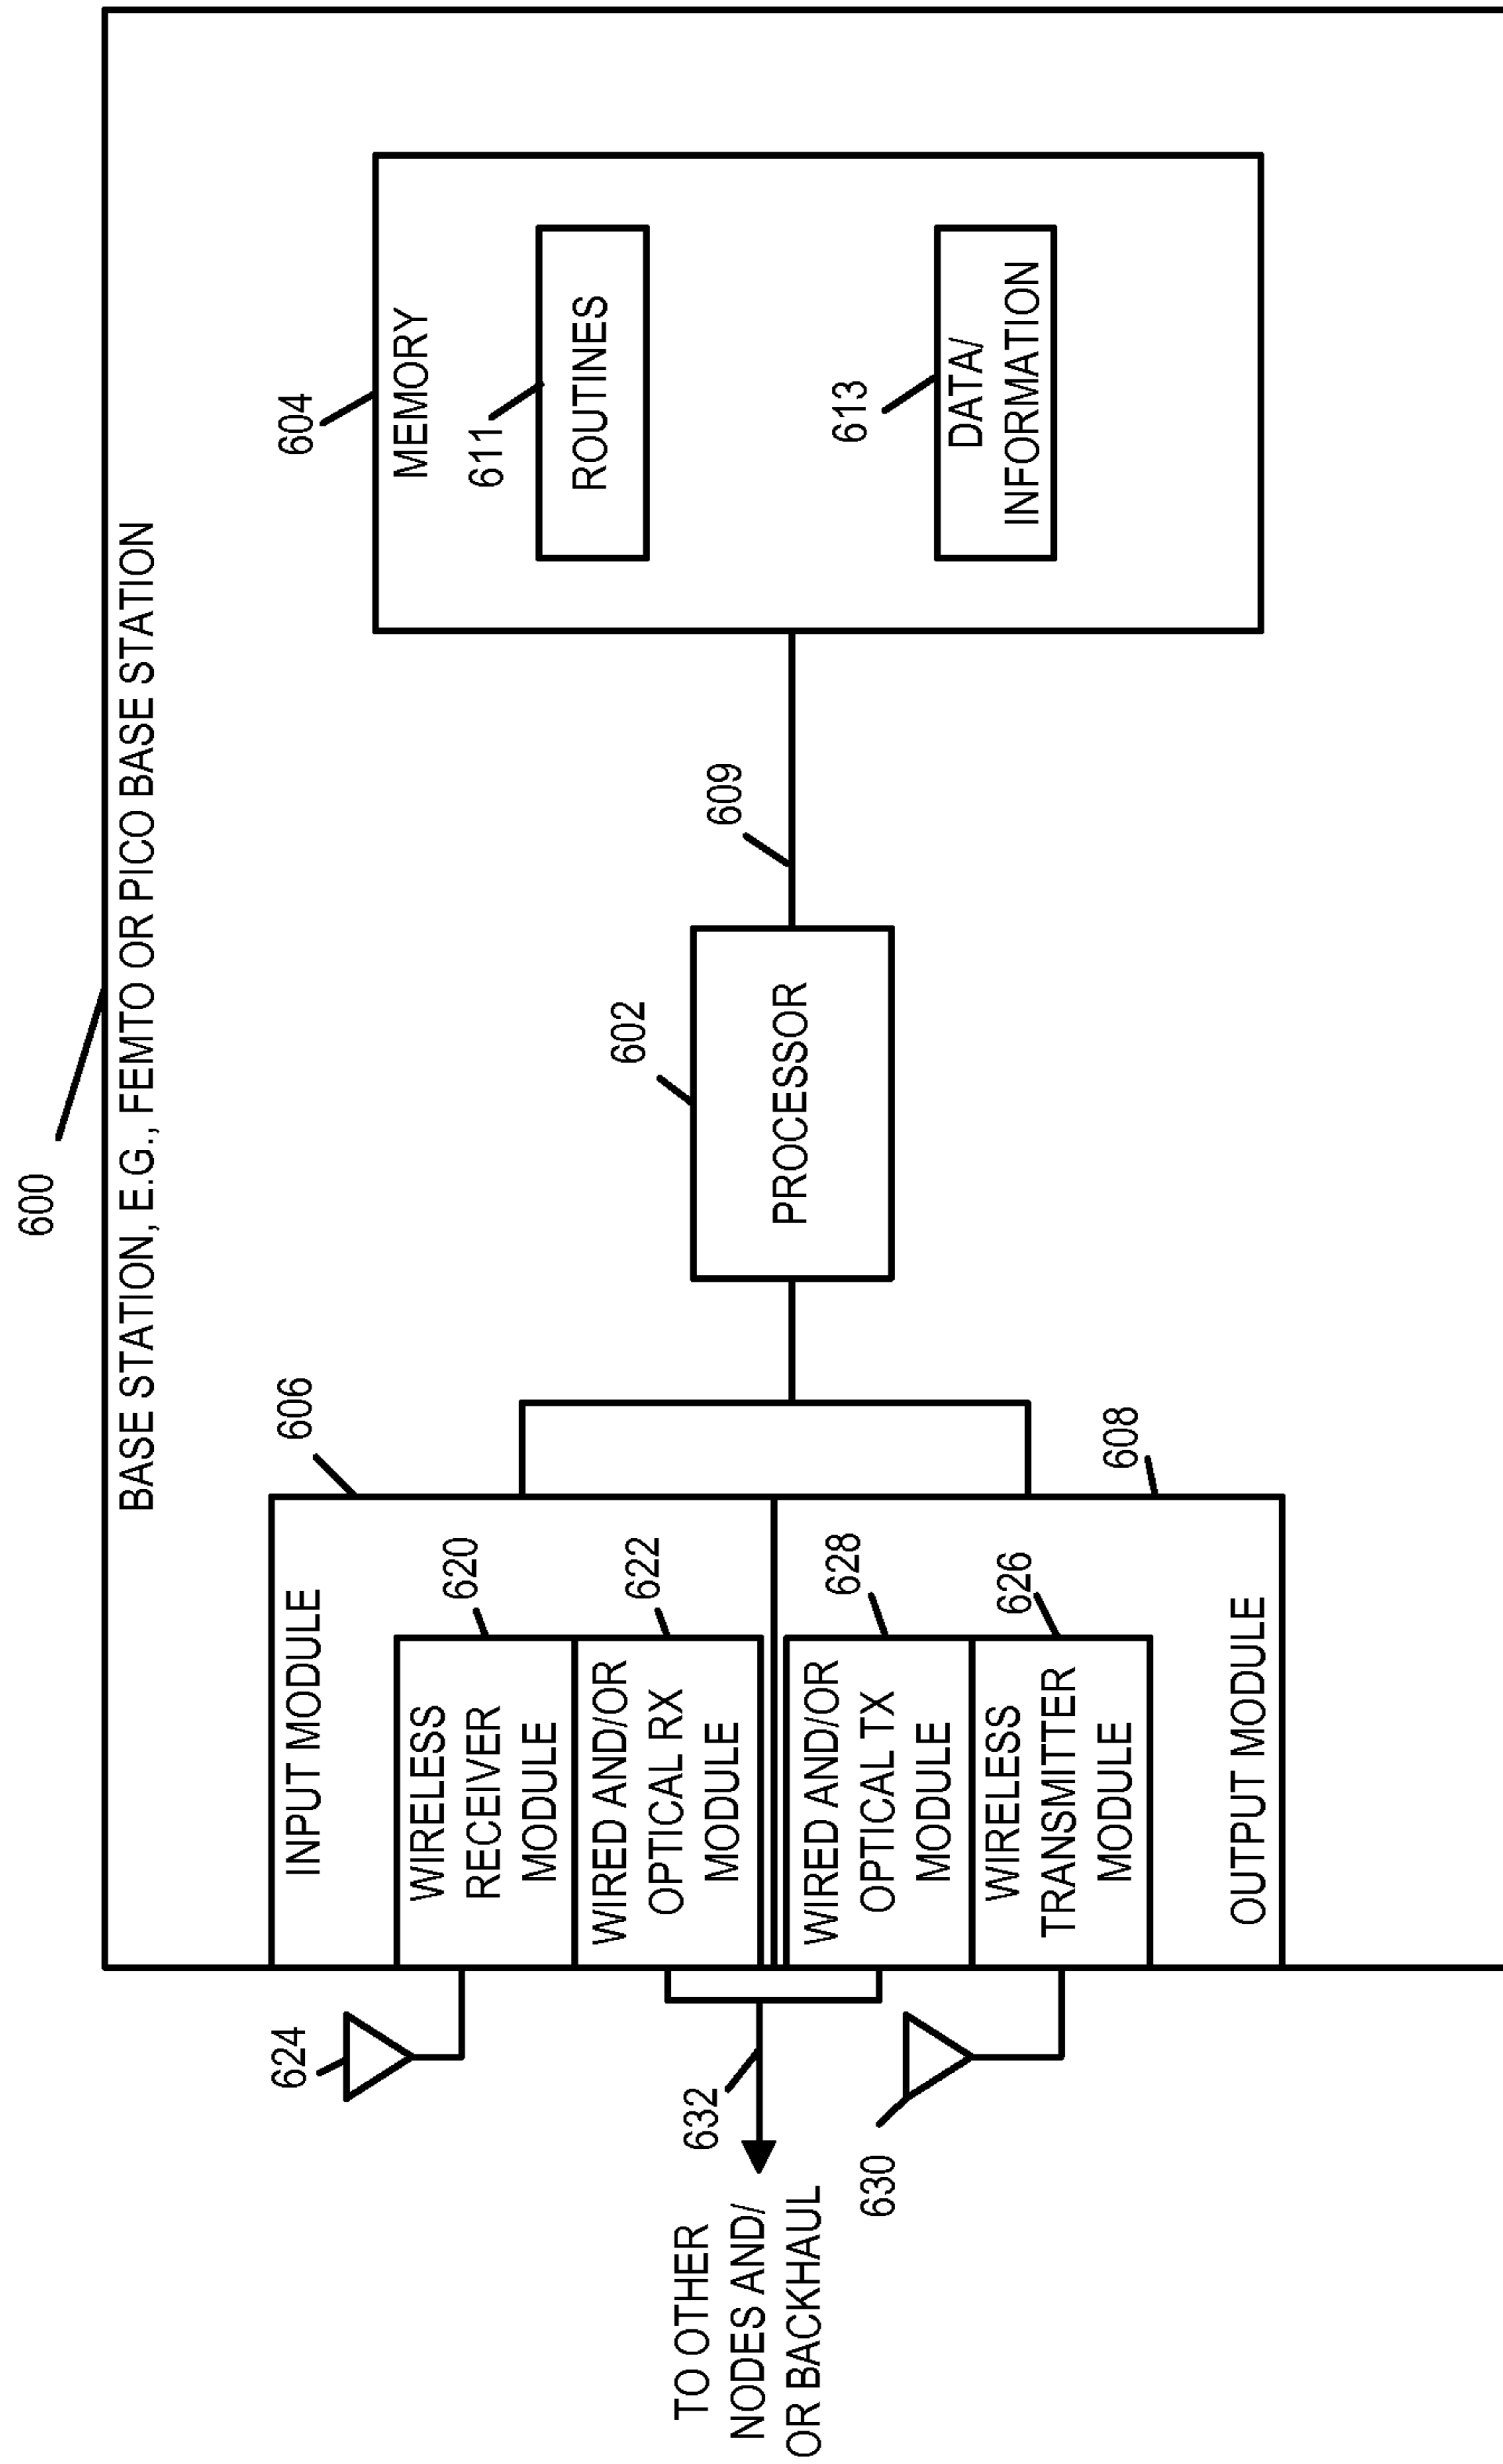 600
BASE STATION, E.G., FEMTO OR PICO BASE STATION
624
606
INPUT MODULE
620
WIRELESS
RECEIVER
MODULE
622
WIRED AND/OR
OPTICAL RX
MODULE
604
MEMORY
611
ROUTINES
602
PROCESSOR
609
613
DATA/
INFORMATION
TO OTHER
NODES AND/
OR BACKHAUL
632
628
WIRED AND/OR
OPTICAL TX
MODULE
630
626
WIRELESS
TRANSMITTER
MODULE
608
OUTPUT MODULE